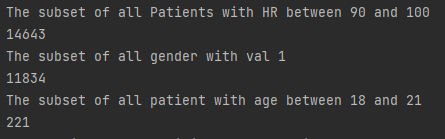 The subset of all Patients with HR between 90 and 100
14643
The subset of all gender with val 1
11834
The subset of all patient with age between 18 and 21
221